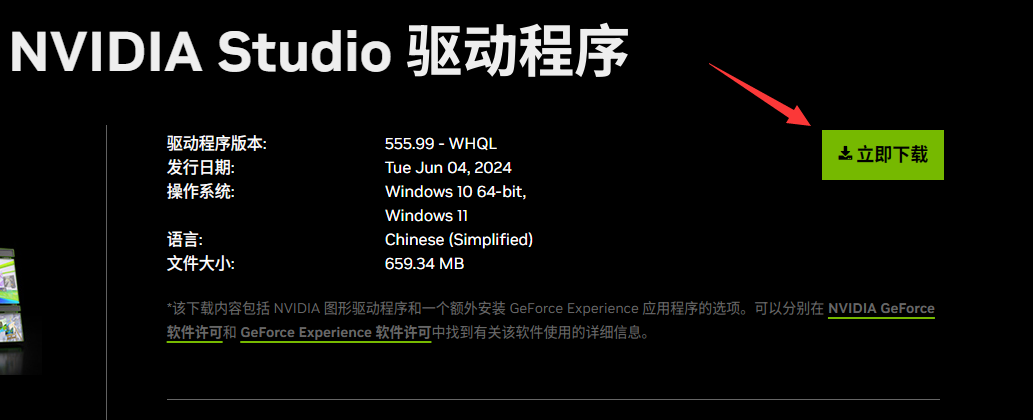 NVIDIA Studio 驱动程序
驱动程序版本: 555.99 - WHQL
发行日期: Tue Jun 04, 2024
操作系统: Windows 10 64-bit,
Windows 11
语言: Chinese (Simplified)
文件大小: 659.34 MB
立即下载
*该下载内容包括 NVIDIA 图形驱动程序和一个额外安装 GeForce Experience 应用程序的选项。可以分别在 NVIDIA GeForce
软件许可和 GeForce Experience 软件许可中找到有关该软件使用的详细信息。